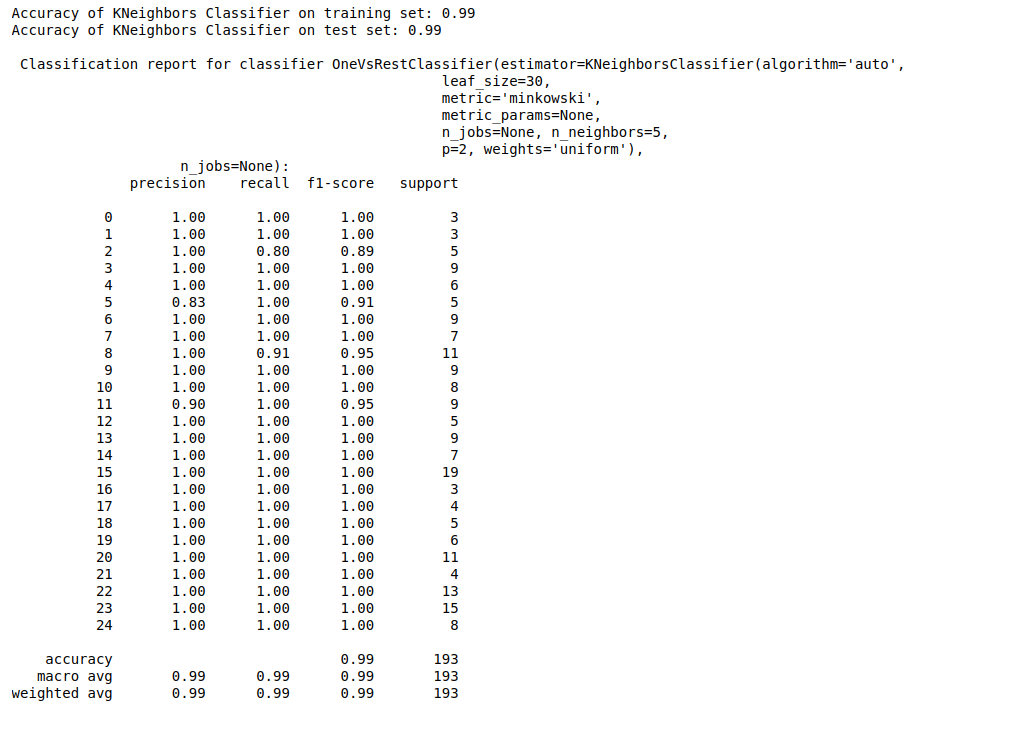 Accuracy of KNeighbors Classifier on training set: 0.99
Accuracy of KNeighbors Classifier on test set: 0.99
Classification report for classifier OneVsRestClassifier(estimator=KNeighborsClassifier(algorithm='auto',
leaf_size=30,
metric='minkowski',
metric_params=None,
n_jobs=None, n_neighbors=5,
p=2, weights='uniform'),
n_jobs=None):
precision recall f1-score support
0 1.00 1.00 1.00 3
1 1.00 1.00 1.00 3
2 1.00 0.80 0.89 5
3 1.00 1.00 1.00 9
4 1.00 1.00 1.00 6
5 0.83 1.00 0.91 5
6 1.00 1.00 1.00 9
7 1.00 1.00 1.00 7
8 1.00 0.91 0.95 11
9 1.00 1.00 1.00 9
10 1.00 1.00 1.00 8
11 0.90 1.00 0.95 9
12 1.00 1.00 1.00 5
13 1.00 1.00 1.00 9
14 1.00 1.00 1.00 7
15 1.00 1.00 1.00 19
16 1.00 1.00 1.00 3
17 1.00 1.00 1.00 4
18 1.00 1.00 1.00 5
19 1.00 1.00 1.00 6
20 1.00 1.00 1.00 11
21 1.00 1.00 1.00 4
22 1.00 1.00 1.00 13
23 1.00 1.00 1.00 15
24 1.00 1.00 1.00 8
accuracy 0.99 193
macro avg 0.99 0.99 0.99 193
weighted avg 0.99 0.99 0.99 193